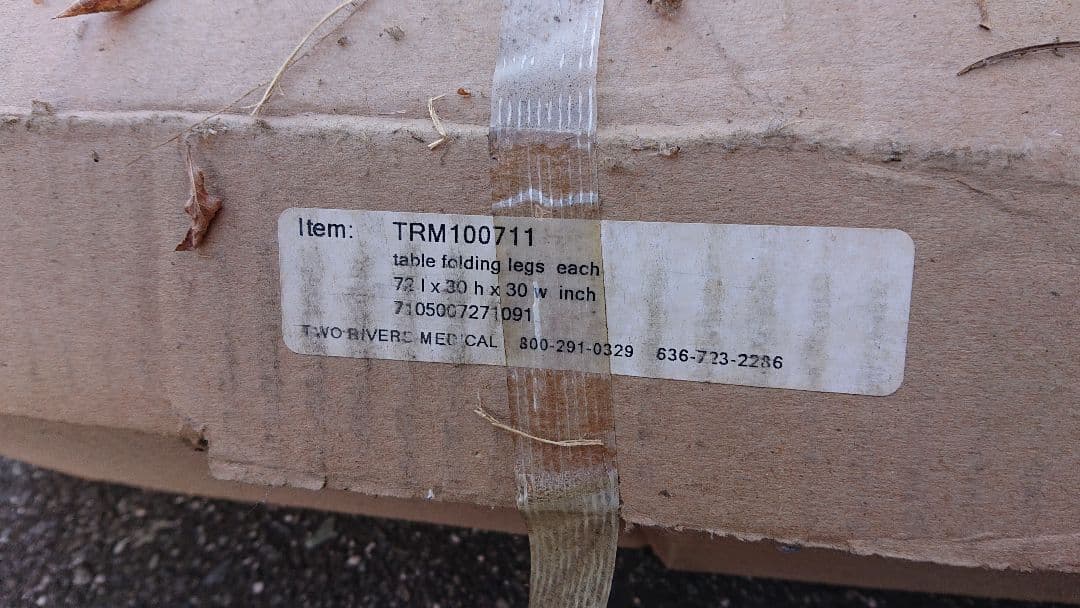 Item: TRM100711
table folding legs each
72 l x 30 h x 30 w inch
7105007271091
TWO RIVERS MEDICAL 800-291-0329 636-723-2286